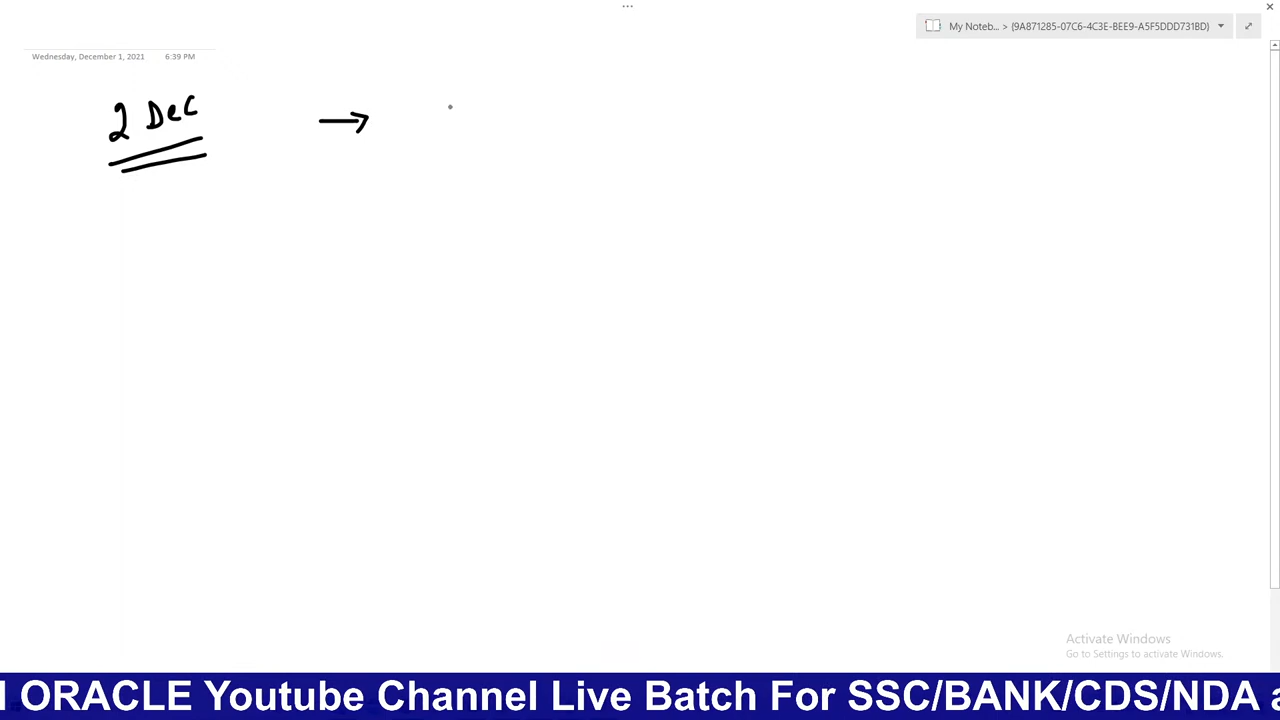 My Noteb... > {9A871285-07C6-4C3E-BEE9-A5F5DDD731BD}
Wednesday, December 1, 2021 6:39 PM
2 Dec →
Activate Windows
Go to Settings to activate Windows.
ORACLE Youtube Channel Live Batch For SSC/BANK/CDS/NDA